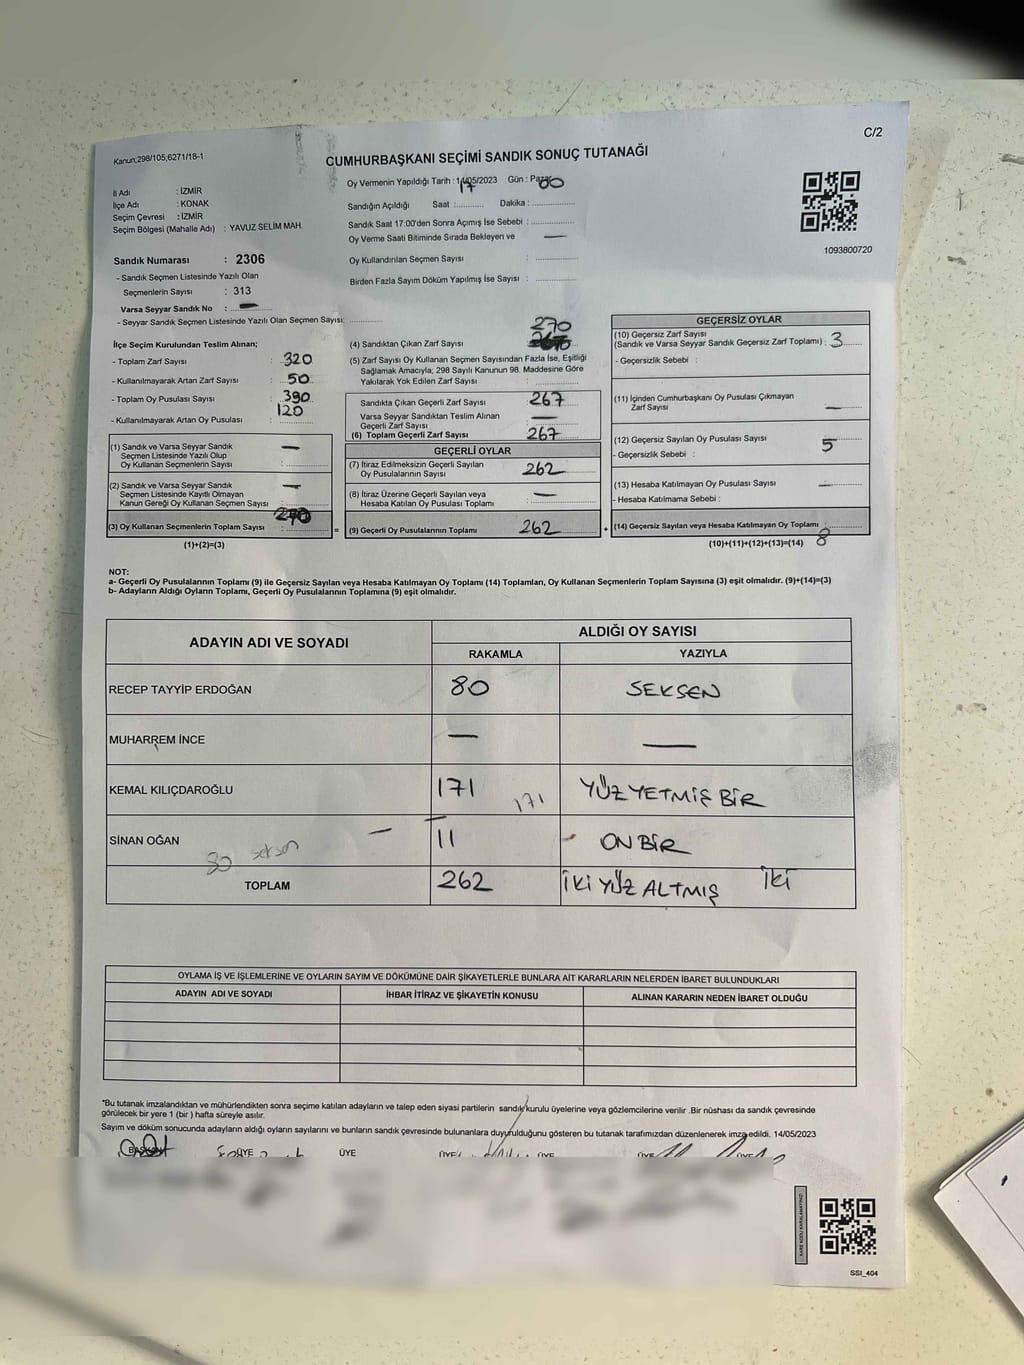 C/2
Kanun;298/105;6271/18-1
CUMHURBAŞKANI SEÇİMİ SANDIK SONUÇ TUTANAĞI
İl Adı : İZMİR
İlçe Adı : KONAK
Seçim Çevresi : İZMİR
Seçim Bölgesi (Mahalle Adı) : YAVUZ SELİM MAH.
Sandık Numarası : 2306
- Sandık Seçmen Listesinde Yazılı Olan
Seçmenlerin Sayısı : 313
Varsa Seyyar Sandık No : —
- Seyyar Sandık Seçmen Listesinde Yazılı Olan Seçmen Sayısı:
Oy Vermenin Yapıldığı Tarih : 14/05/2023 Gün : Pazar
17 00
Sandığın Açıldığı Saat : Dakika :
Sandık Saat 17:00'den Sonra Açımış İse Sebebi :
Oy Verme Saati Bitiminde Sırada Bekleyen ve —
Oy Kullandırılan Seçmen Sayısı :
Birden Fazla Sayım Döküm Yapılmış İse Sayısı :
1093800720
İlçe Seçim Kurulundan Teslim Alınan;
- Toplam Zarf Sayısı : 320
- Kullanılmayarak Artan Zarf Sayısı : 50
- Toplam Oy Pusulası Sayısı : 390
- Kullanılmayarak Artan Oy Pusulası : 120
(1) Sandık ve Varsa Seyyar Sandık
Seçmen Listesinde Yazılı Olup
Oy Kullanan Seçmenlerin Sayısı : —
(2) Sandık ve Varsa Seyyar Sandık
Seçmen Listesinde Kayıtlı Olmayan
Kanun Gereği Oy Kullanan Seçmen Sayısı : —
(3) Oy Kullanan Seçmenlerin Toplam Sayısı : 270
(1)+(2)=(3)
270
(4) Sandıktan Çıkan Zarf Sayısı :
(5) Zarf Sayısı Oy Kullanan Seçmen Sayısından Fazla İse, Eşitliği
Sağlamak Amacıyla; 298 Sayılı Kanunun 98. Maddesine Göre
Yakılarak Yok Edilen Zarf Sayısı :
Sandıkta Çıkan Geçerli Zarf Sayısı : 267
Varsa Seyyar Sandıktan Teslim Alınan
Geçerli Zarf Sayısı : —
(6) Toplam Geçerli Zarf Sayısı : 267
GEÇERLİ OYLAR
(7) İtiraz Edilmeksizin Geçerli Sayılan
Oy Pusulalarının Sayısı : 262
(8) İtiraz Üzerine Geçerli Sayılan veya
Hesaba Katılan Oy Pusulası Toplamı : —
= (9) Geçerli Oy Pusulalarının Toplamı : 262 +
GEÇERSİZ OYLAR
(10) Geçersiz Zarf Sayısı
(Sandık ve Varsa Seyyar Sandık Geçersiz Zarf Toplamı) : 3
- Geçersizlik Sebebi :
(11) İçinden Cumhurbaşkanı Oy Pusulası Çıkmayan
Zarf Sayısı : —
(12) Geçersiz Sayılan Oy Pusulası Sayısı : 5
- Geçersizlik Sebebi :
(13) Hesaba Katılmayan Oy Pusulası Sayısı : —
- Hesaba Katılmama Sebebi :
(14) Geçersiz Sayılan veya Hesaba Katılmayan Oy Toplamı : 8
(10)+(11)+(12)+(13)=(14)
NOT:
a- Geçerli Oy Pusulalarının Toplamı (9) ile Geçersiz Sayılan veya Hesaba Katılmayan Oy Toplamı (14) Toplamları, Oy Kullanan Seçmenlerin Toplam Sayısına (3) eşit olmalıdır. (9)+(14)=(3)
b- Adayların Aldığı Oyların Toplamı, Geçerli Oy Pusulalarının Toplamına (9) eşit olmalıdır.
ADAYIN ADI VE SOYADI ALDIĞI OY SAYISI
RAKAMLA YAZIYLA
RECEP TAYYİP ERDOĞAN 80 SEKSEN
MUHARREM İNCE — —
KEMAL KILIÇDAROĞLU 171 171 YÜZ YETMİŞ BİR
SİNAN OĞAN — 11 - ON BİR
80 seksen
TOPLAM 262 İKİ YÜZ ALTMIŞ İKİ
OYLAMA İŞ VE İŞLEMLERİNE VE OYLARIN SAYIM VE DÖKÜMÜNE DAİR ŞİKAYETLERLE BUNLARA AİT KARARLARIN NELERDEN İBARET BULUNDUKLARI
ADAYIN ADI VE SOYADI İHBAR İTİRAZ VE ŞİKAYETİN KONUSU ALINAN KARARIN NEDEN İBARET OLDUĞU
"Bu tutanak imzalandıktan ve mühürlendikten sonra seçime katılan adayların ve talep eden siyasi partilerin sandık kurulu üyelerine veya gözlemcilerine verilir .Bir nüshası da sandık çevresinde
görülecek bir yere 1 (bir ) hafta süreyle asılır.
Sayım ve döküm sonucunda adayların aldığı oyların sayılarını ve bunların sandık çevresinde bulunanlara duyurulduğunu gösteren bu tutanak tarafımızdan düzenlenerek imza edildi. 14/05/2023
BAŞKAN ÜYE ÜYE ÜYE ÜYE ÜYE ÜYE
KARE KODU KARALAMAYINIZ!
SSI_404